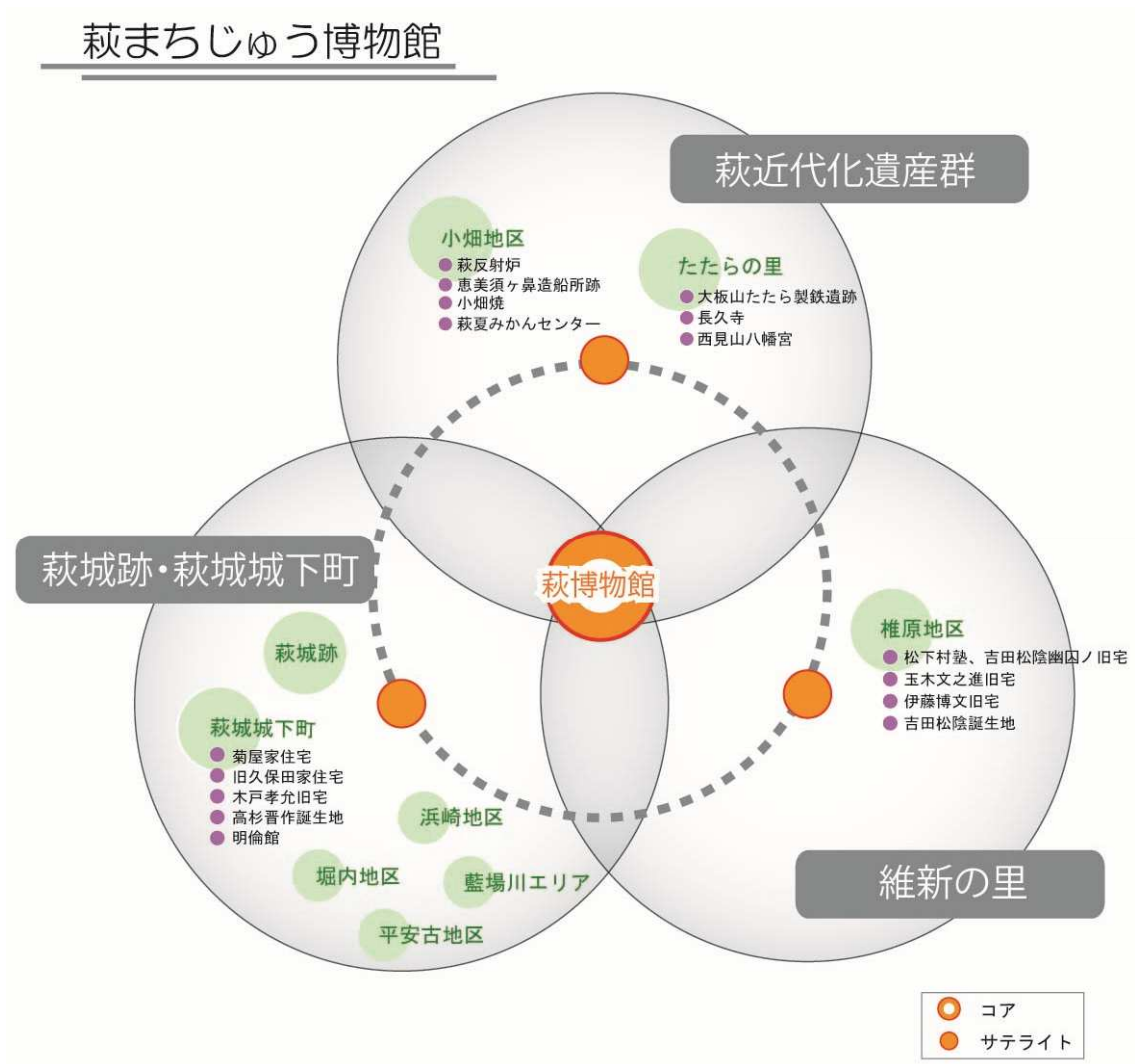 萩まちじゅう博物館
萩近代化遺産群
小畑地区
萩反射炉
恵美須ヶ鼻造船所跡
小畑焼
萩夏みかんセンター
たたらの里
大板山たたら製鉄遺跡
長久寺
西見山八幡宮
萩博物館
萩城跡・萩城城下町
萩城跡
萩城城下町
菊屋家住宅
旧久保田家住宅
木戸孝允旧宅
高杉晋作誕生地
明倫館
浜崎地区
堀内地区
藍場川エリア
平安古地区
椎原地区
松下村塾、吉田松陰幽囚ノ旧宅
玉木文之進旧宅
伊藤博文旧宅
吉田松陰誕生地
維新の里
コア
サテライト